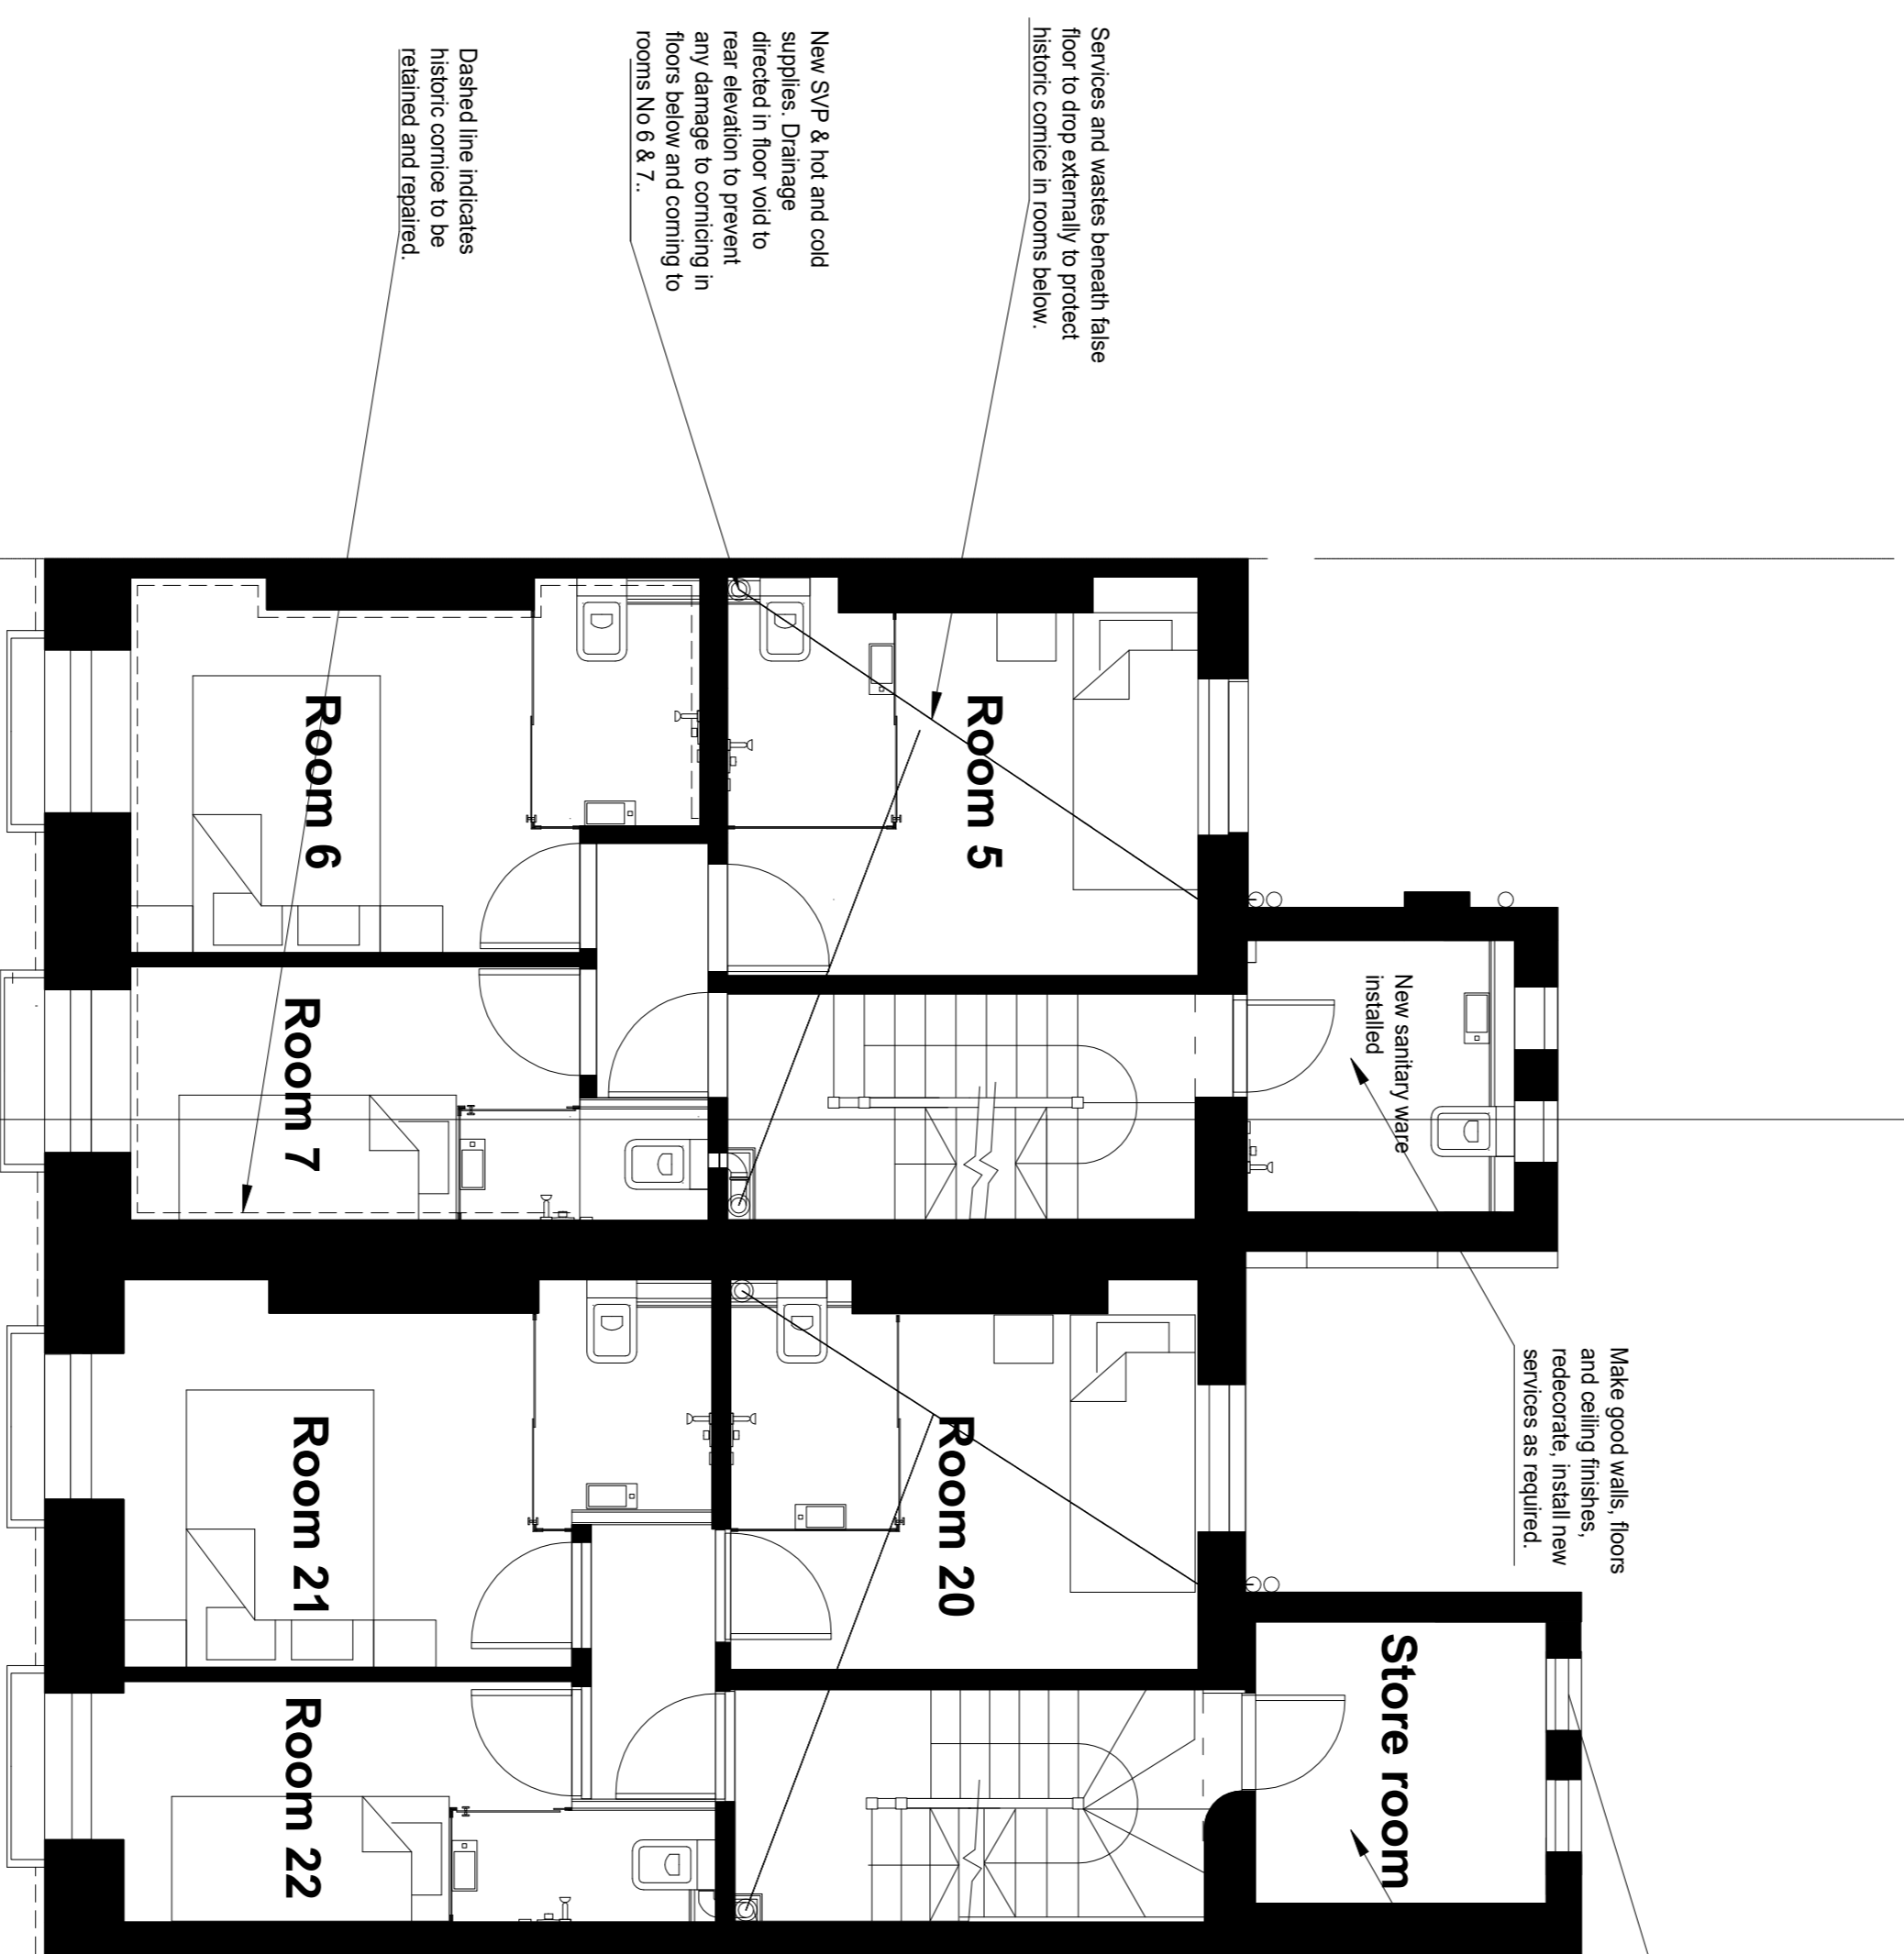 Services and wastes beneath false
floor to drop externally to protect
historic cornice in rooms below.
New SVP & hot and cold
supplies. Drainage
directed in floor void to
rear elevation to prevent
any damage to cornicing in
floors below and corning to
rooms No 6 & 7..
Dashed line indicates
historic cornice to be
retained and repaired.
Room 5
Room 6
New sanitary ware
installed
Room 7
Make good walls, floors
and ceiling finishes,
redecorate, install new
services as required.
Room 20
Room 21
Store room
Room 22